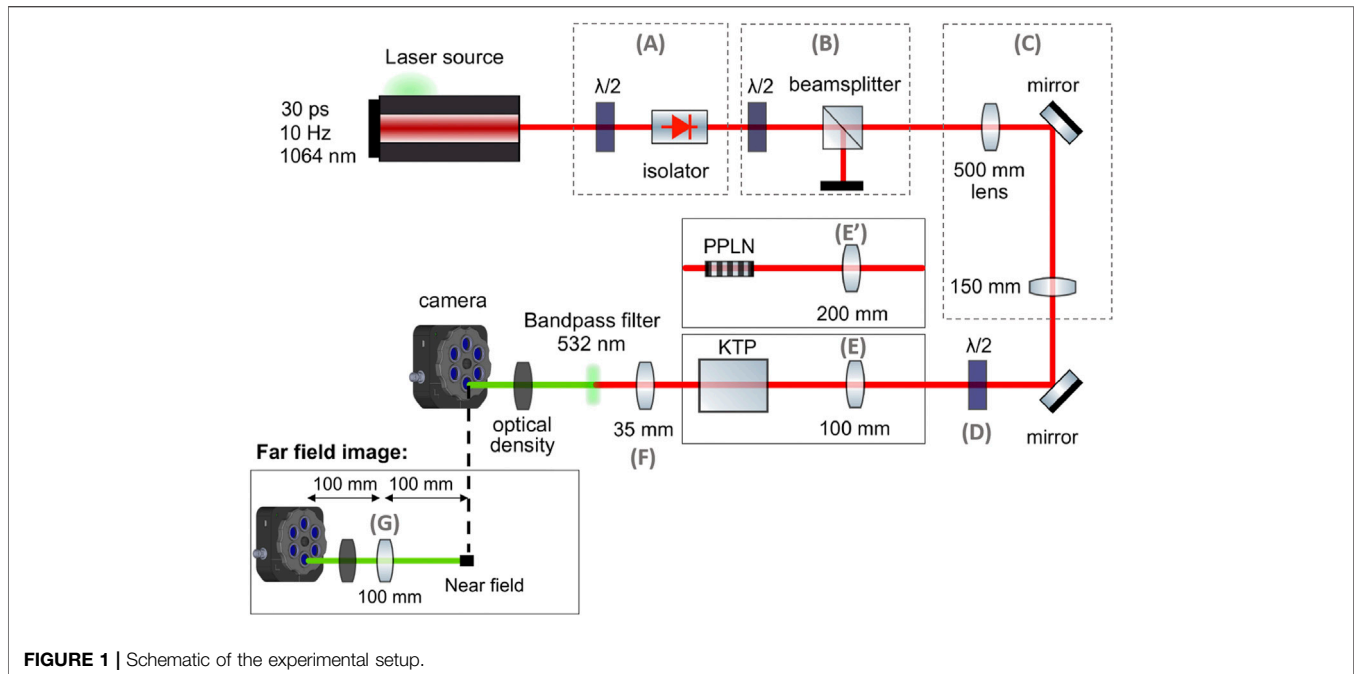 (A)
(B)
(C)
Laser source
mirror
30 ps
10 Hz
1064 nm
λ/2
λ/2
beamsplitter
isolator
500 mm
lens
(E’)
PPLN
200 mm
150 mm
camera
Bandpass filter
532 nm
KTP
(E)
λ/2
optical
density
35 mm
(F)
100 mm
(D)
mirror
Far field image:
100 mm
100 mm
(G)
100 mm
Near field
FIGURE 1 | Schematic of the experimental setup.